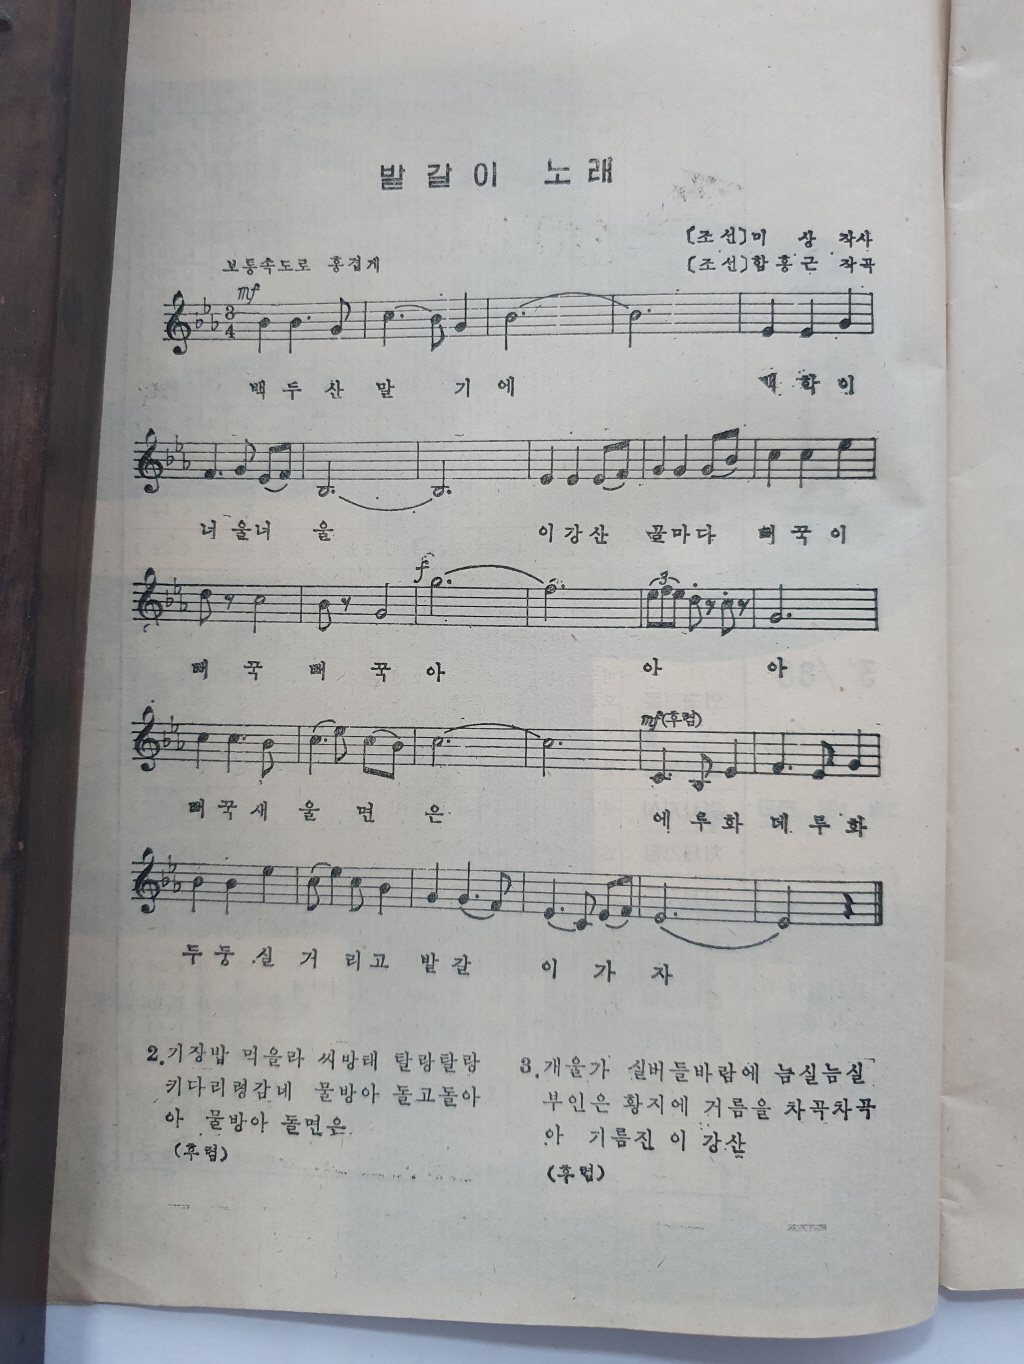 밭갈이 노래
[조선] 미상 작사
보통속도로 흥겹게
[조선] 함흥근 작곡
mf
3
4
백두산말 기에 백학이
너울너울 이강산 골마다 뻐꾹이
f
3
뻐꾹뻐꾹아 아 아
mf(후렴)
뻐꾹새울면은 에루화 데루화
두둥실거리고 밭갈이가자
2. 기장밥 먹을라 씨방태 탈랑탈랑
키다리령감네 물방아 돌고돌아
아 물방아 돌면은
(후렴)
3. 개울가 실버들바람에 늠실늠실
부인은 황지에 거름을 차곡차곡
아 기름진 이 강산
(후렴)